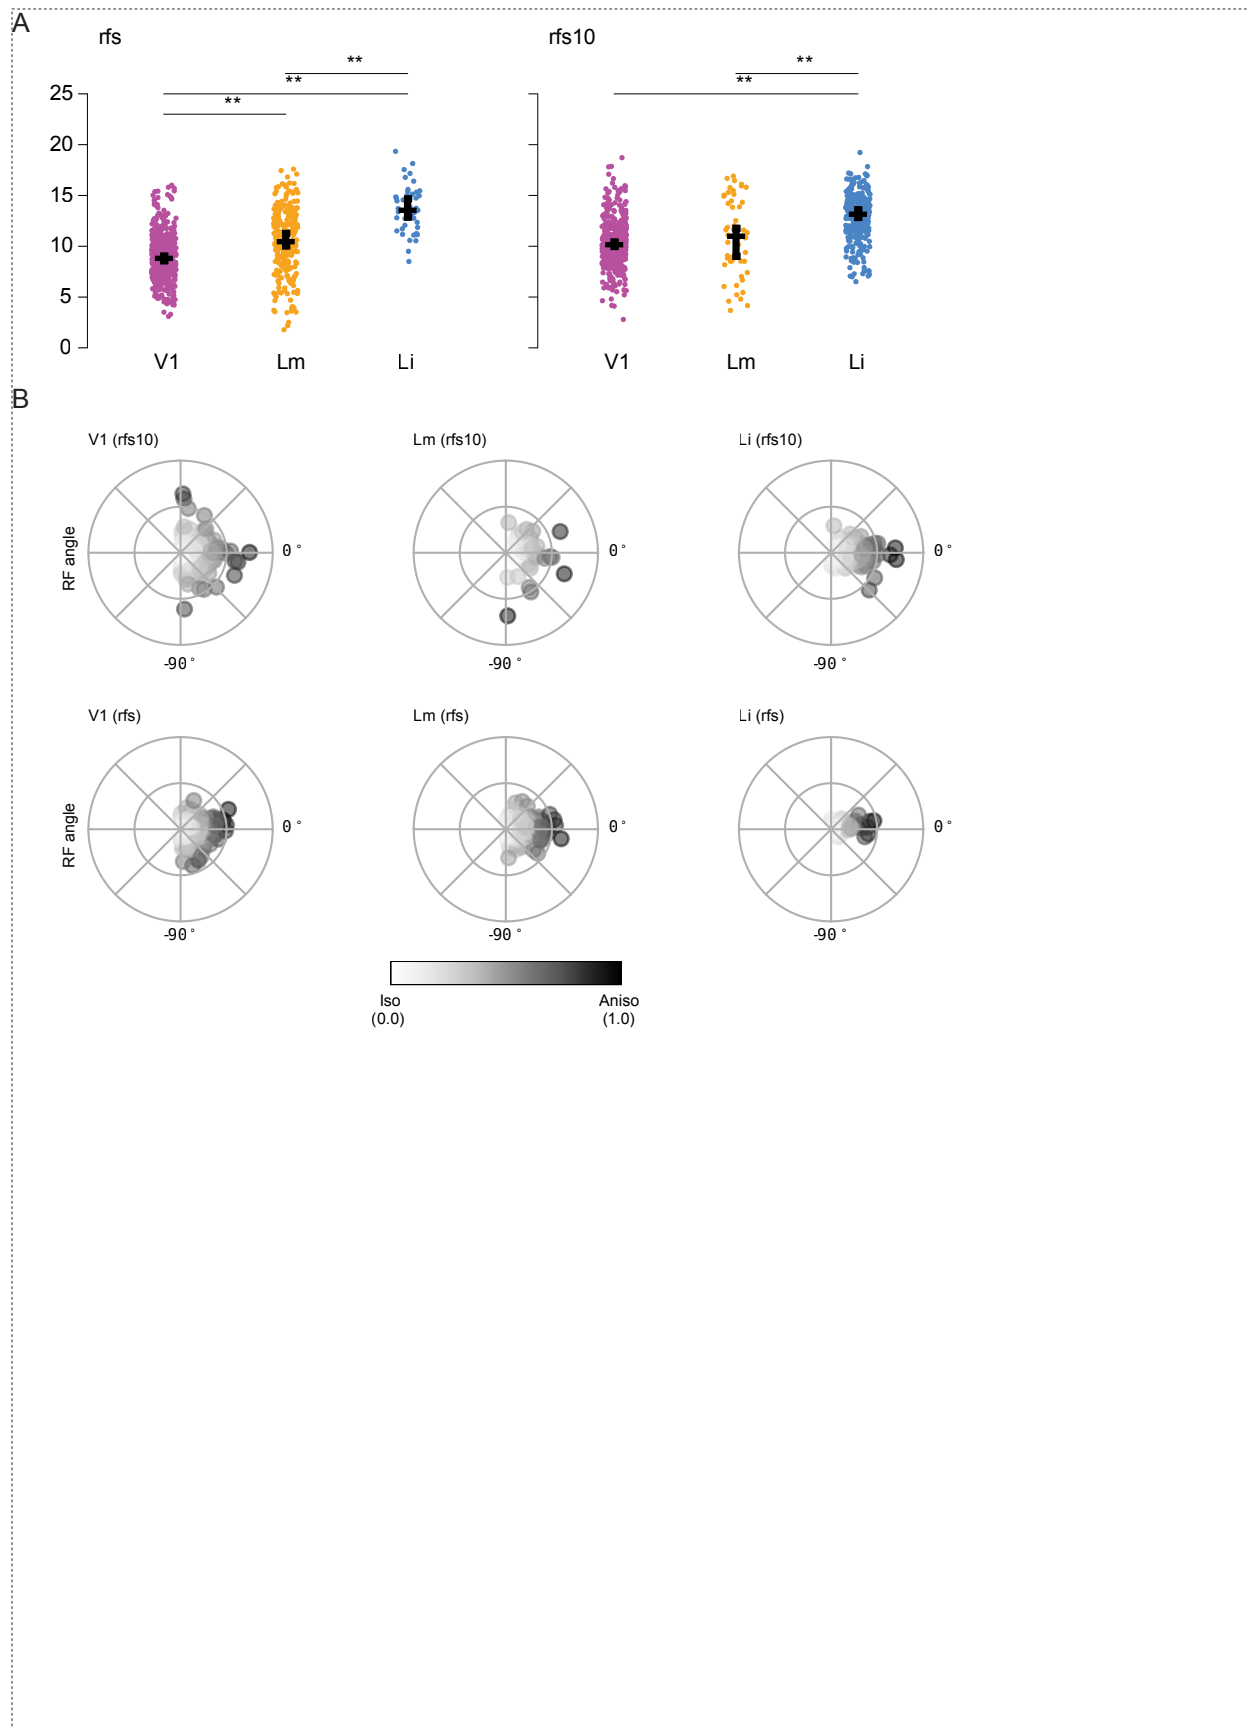 A
rfs
rfs10
**
**
**
**
**
25
20
15
10
5
0
V1
Lm
Li
V1
Lm
Li
B
V1 (rfs10)
Lm (rfs10)
Li (rfs10)
RF angle
0°
0°
0°
-90°
-90°
-90°
V1 (rfs)
Lm (rfs)
Li (rfs)
RF angle
0°
0°
0°
-90°
-90°
-90°
Iso
(0.0)
Aniso
(1.0)